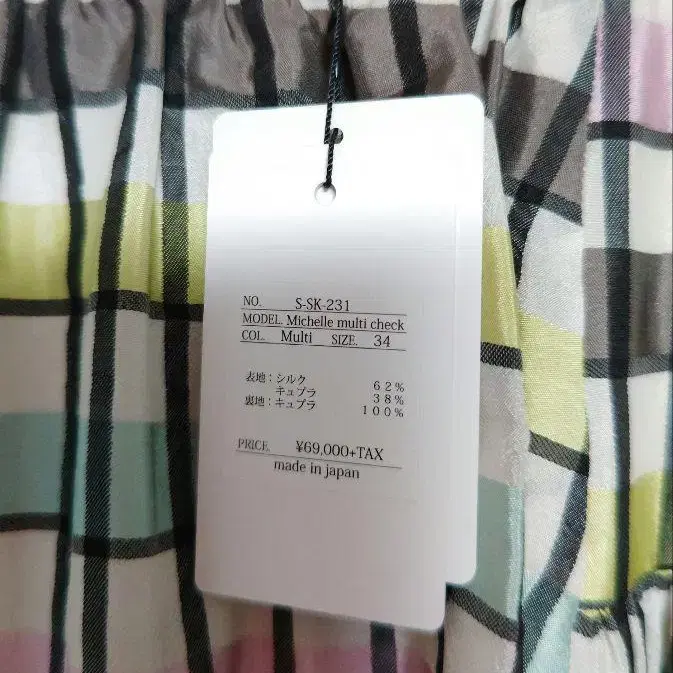 NO. S-SK-231
MODEL. Michelle multi check
COL. Multi SIZE. 34
表地：シルク 62%
キュプラ 38%
裏地：キュプラ 100%
PRICE. ¥69,000+TAX
made in japan